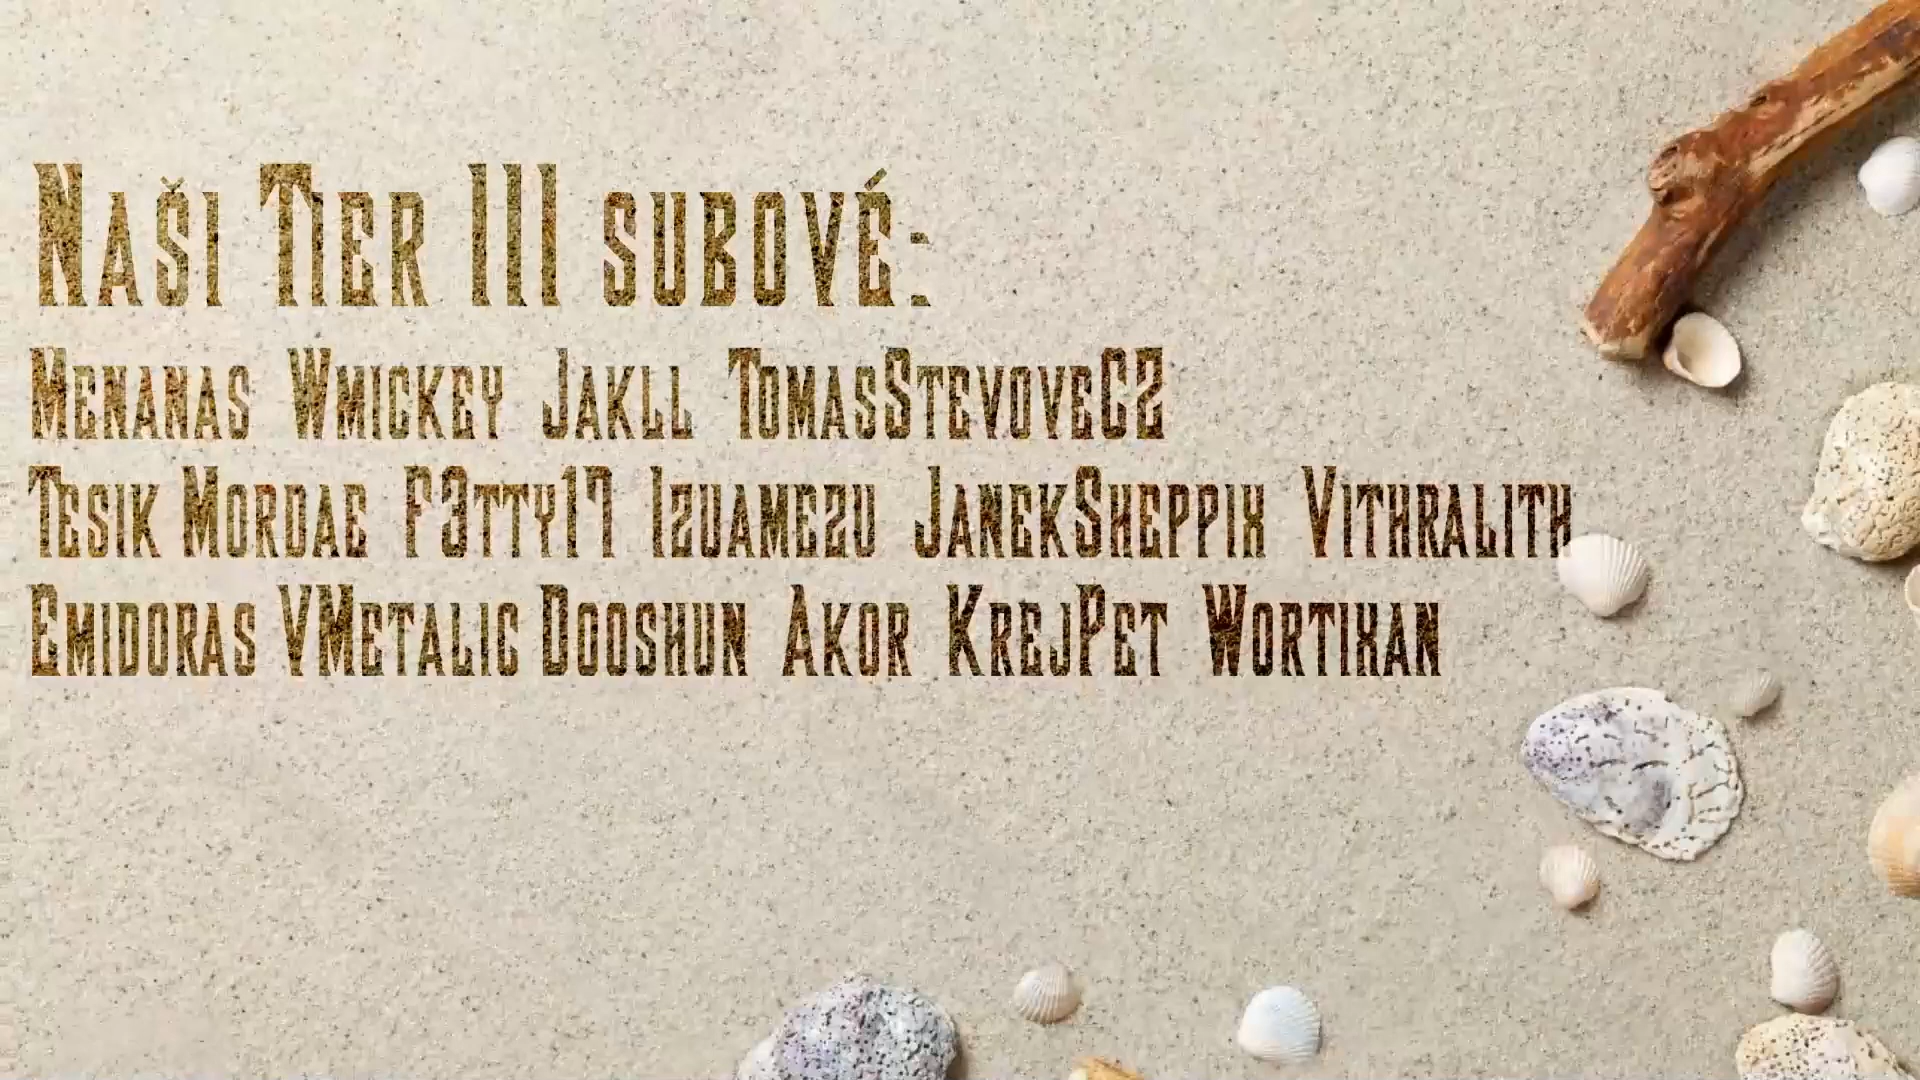 Naši Tier III subové:
Menanas Wmickey Jakll TomasStevoveCZ
Tesik Mordae F3tty17 Izuamezu JanekSheppix Vithralith
Emidoras VMetalic Dooshun Akor KrejPet Wortixan